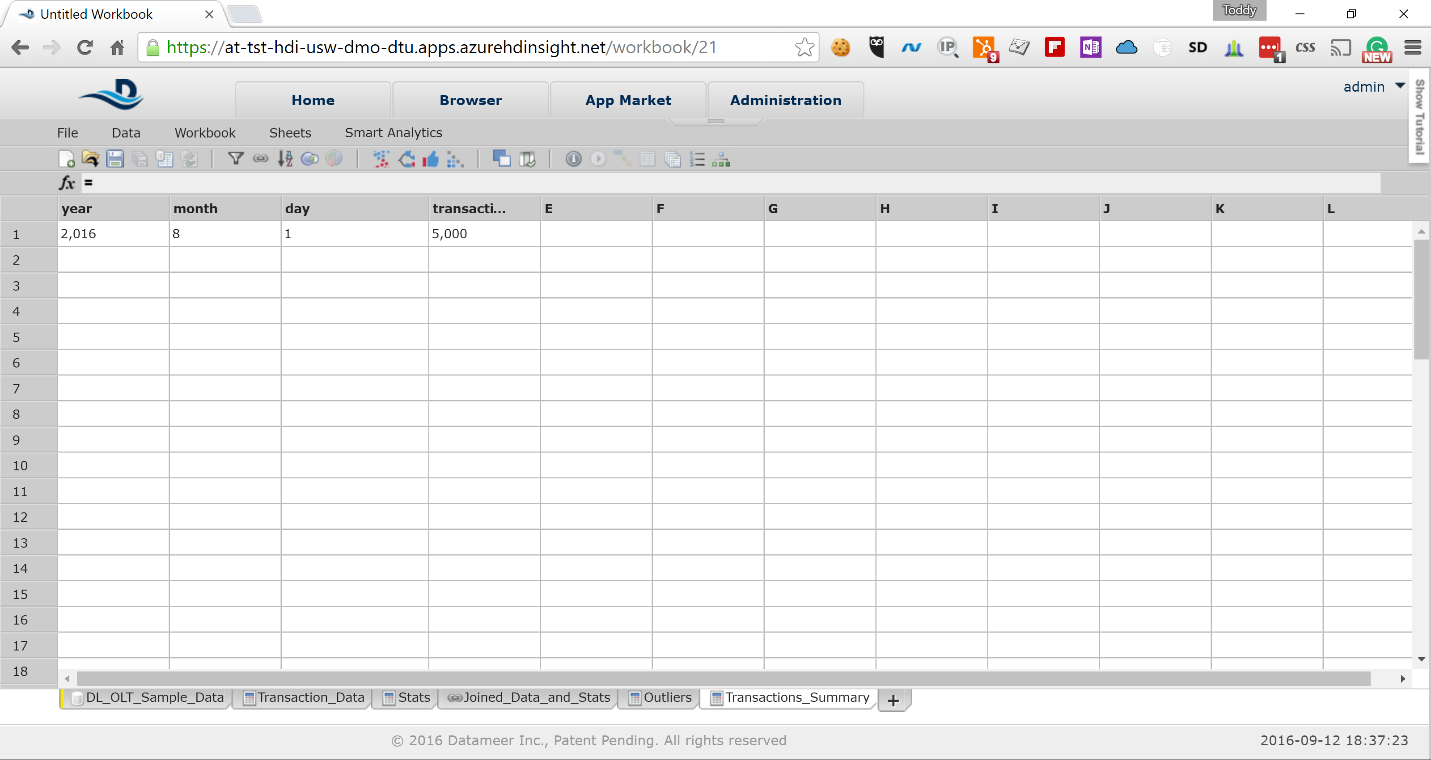 Untitled Workbook
Toddy
https://at-tst-hdi-usw-dmo-dtu.apps.azurehdinsight.net/workbook/21
IP
9
F
N
SD
1
CSS
NEW
D
Home
Browser
App Market
Administration
admin
Show Tutorial
File
Data
Workbook
Sheets
Smart Analytics
fx =
year month day transacti... E F G H I J K L
1 2,016 8 1 5,000
2
3
4
5
6
7
8
9
10
11
12
13
14
15
16
17
18
DL_OLT_Sample_Data Transaction_Data Stats Joined_Data_and_Stats Outliers Transactions_Summary +
© 2016 Datameer Inc., Patent Pending. All rights reserved
2016-09-12 18:37:23